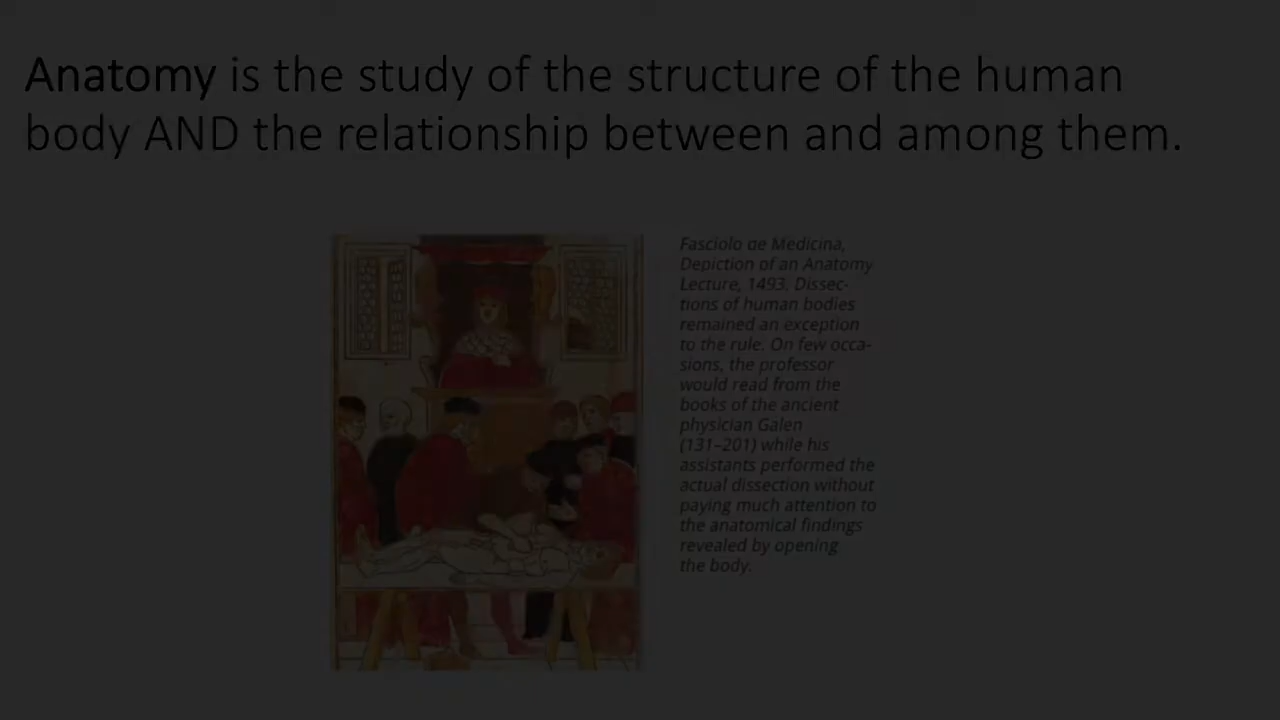 Anatomy is the study of the structure of the human
body AND the relationship between and among them.
Fasciolo de Medicina,
Depiction of an Anatomy
Lecture, 1493. Dissec-
tions of human bodies
remained an exception
to the rule. On few occa-
sions, the professor
would read from the
books of the ancient
physician Galen
(131–201) while his
assistants performed the
actual dissection without
paying much attention to
the anatomical findings
revealed by opening
the body.